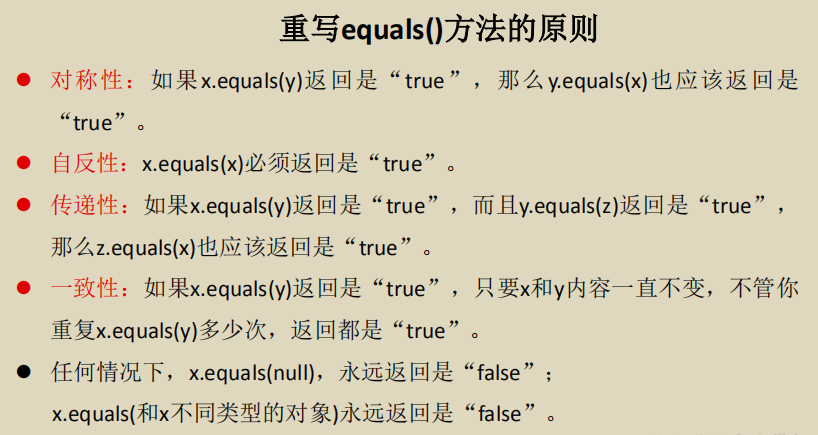 重写equals()方法的原则
● 对称性：如果x.equals(y)返回是“true”，那么y.equals(x)也应该返回是
“true”。
● 自反性：x.equals(x)必须返回是“true”。
● 传递性：如果x.equals(y)返回是“true”，而且y.equals(z)返回是“true”，
那么z.equals(x)也应该返回是“true”。
● 一致性：如果x.equals(y)返回是“true”，只要x和y内容一直不变，不管你
重复x.equals(y)多少次，返回都是“true”。
● 任何情况下，x.equals(null)，永远返回是“false”；
x.equals(和x不同类型的对象)永远返回是“false”。